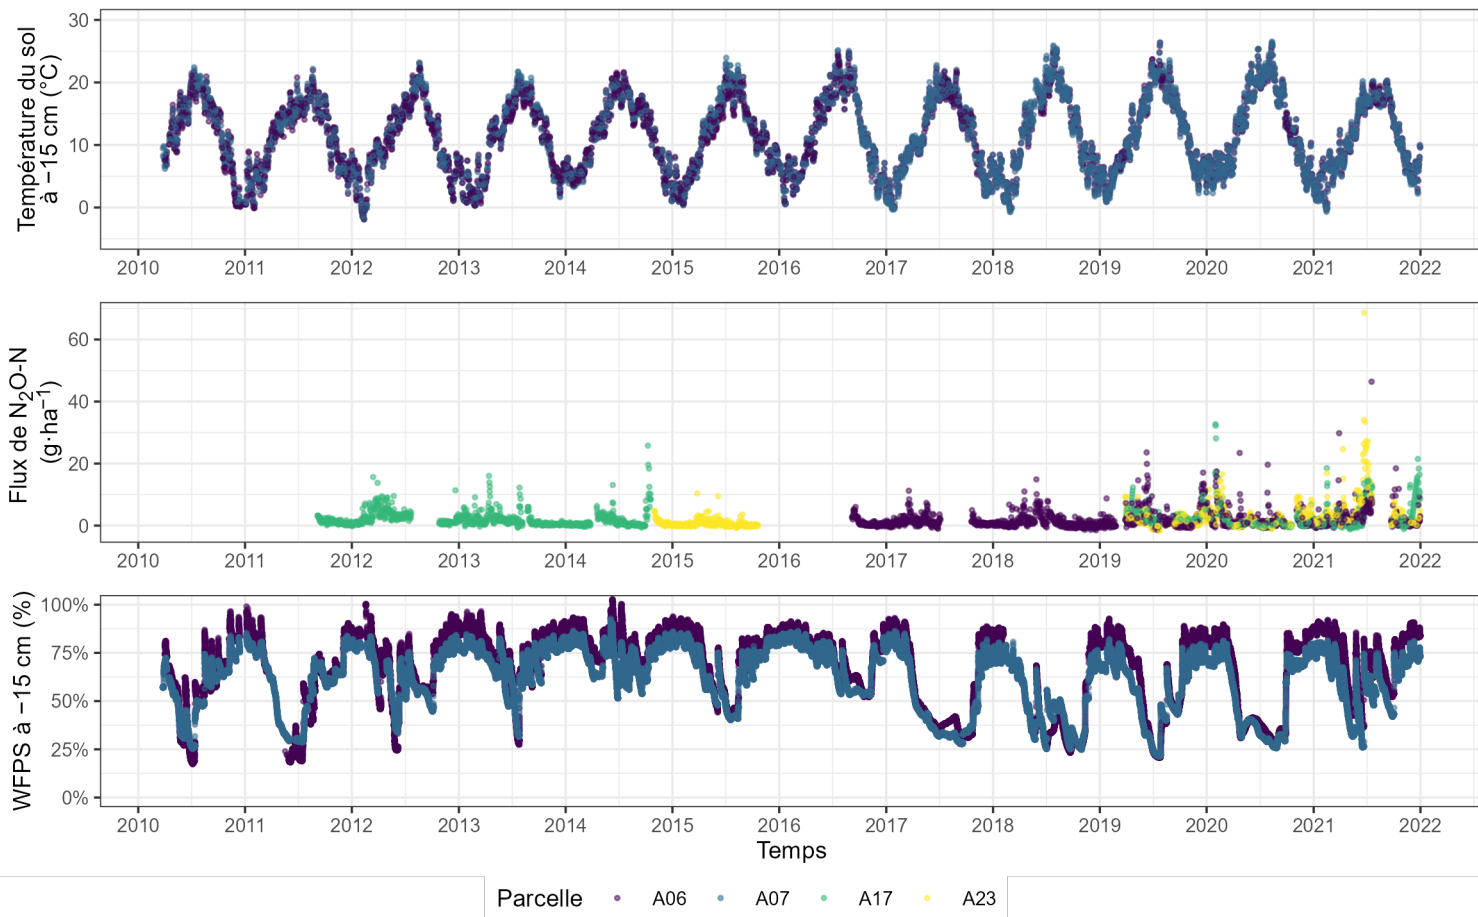 Température du sol
à −15 cm (°C)
30
20
10
0
2010 2011 2012 2013 2014 2015 2016 2017 2018 2019 2020 2021 2022
Flux de N₂O-N
(g·ha⁻¹)
60
40
20
0
2010 2011 2012 2013 2014 2015 2016 2017 2018 2019 2020 2021 2022
WFPS à −15 cm (%)
100%
75%
50%
25%
0%
2010 2011 2012 2013 2014 2015 2016 2017 2018 2019 2020 2021 2022
Temps
Parcelle A06 A07 A17 A23